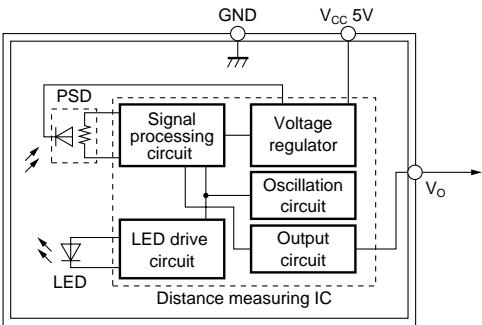 GND
VCC 5V
PSD
Signal
processing
circuit
Voltage
regulator
Oscillation
circuit
VO
LED drive
circuit
Output
circuit
LED
Distance measuring IC